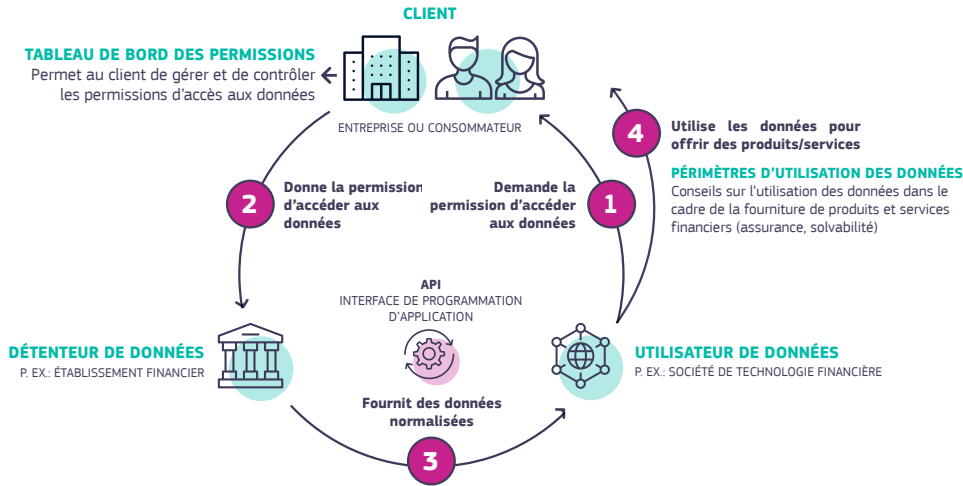 CLIENT
TABLEAU DE BORD DES PERMISSIONS
Permet au client de gérer et de contrôler
les permissions d'accès aux données
ENTREPRISE OU CONSOMMATEUR
4
Utilise les données pour
offrir des produits/services
PÉRIMÈTRES D'UTILISATION DES DONNÉES
Conseils sur l'utilisation des données dans le
cadre de la fourniture de produits et services
financiers (assurance, solvabilité)
2
Donne la permission
d'accéder aux
données
Demande la
permission d'accéder
aux données
1
API
INTERFACE DE PROGRAMMATION
D'APPLICATION
DÉTENTEUR DE DONNÉES
P. EX.: ÉTABLISSEMENT FINANCIER
UTILISATEUR DE DONNÉES
P. EX.: SOCIÉTÉ DE TECHNOLOGIE FINANCIÈRE
Fournit des données
normalisées
3